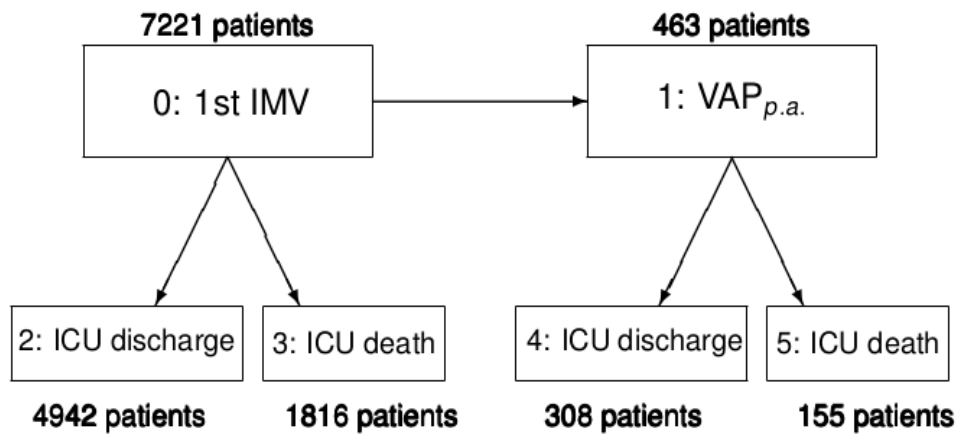 7221 patients
463 patients
0: 1st IMV
1: VAPp.a.
2: ICU discharge
3: ICU death
4: ICU discharge
5: ICU death
4942 patients
1816 patients
308 patients
155 patients